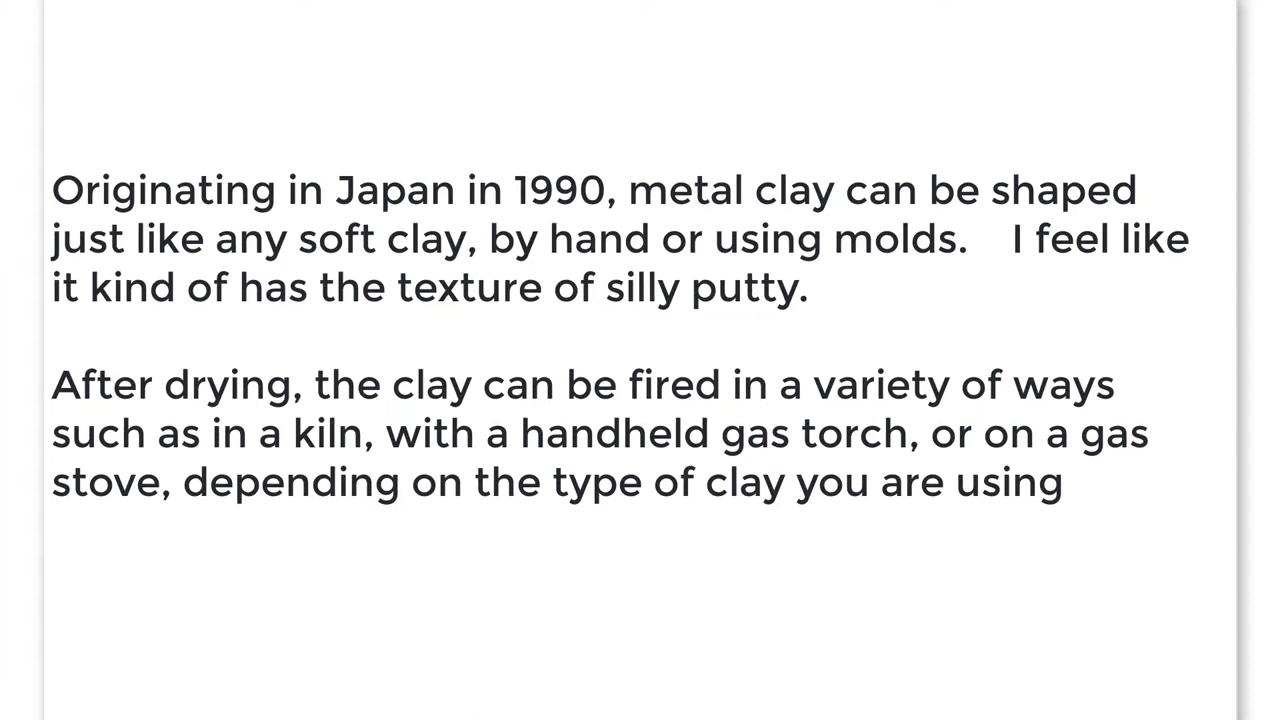 Originating in Japan in 1990, metal clay can be shaped
just like any soft clay, by hand or using molds. I feel like
it kind of has the texture of silly putty.
After drying, the clay can be fired in a variety of ways
such as in a kiln, with a handheld gas torch, or on a gas
stove, depending on the type of clay you are using